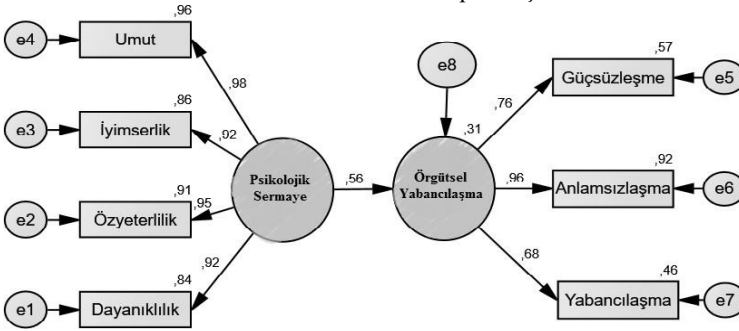 ,96
e4
Umut
,98
,86
e3
İyimserlik
,92
,91
e2
Özyeterlilik
,95
,84
e1
Dayanıklılık
,92
Psikolojik
Sermaye
,56
e8
,31
Örgütsel
Yabancılaşma
,76
,57
Güçsüzleşme
e5
,96
,92
Anlamsızlaşma
e6
,68
,46
Yabancılaşma
e7